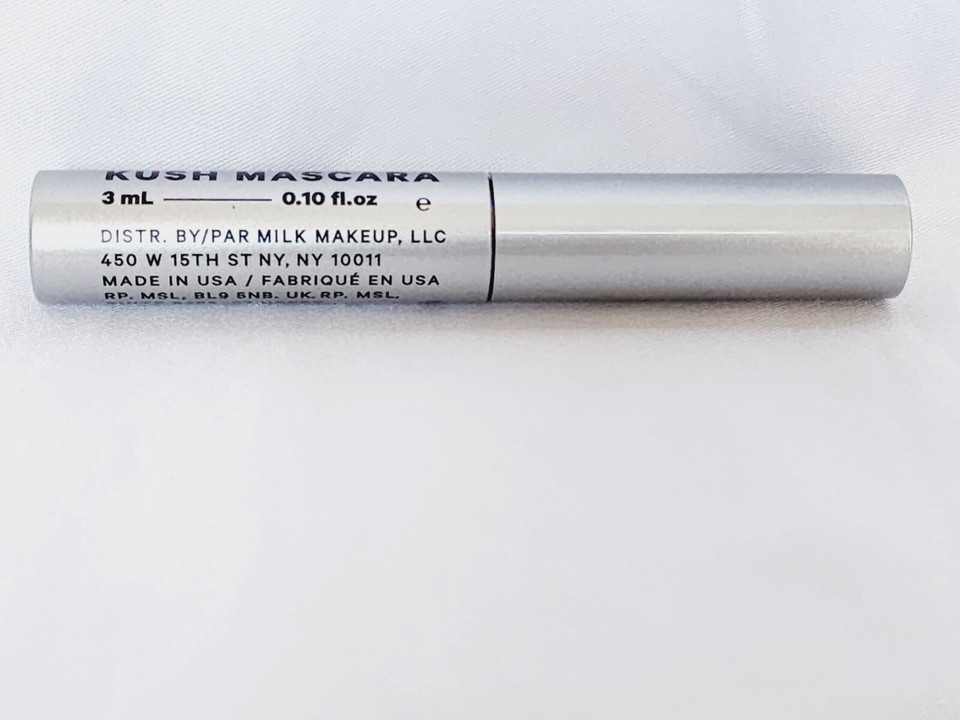 KUSH MASCARA
3 mL 0.10 fl.oz e
DISTR. BY/PAR MILK MAKEUP, LLC
450 W 15TH ST NY, NY 10011
MADE IN USA / FABRIQUÉ EN USA
RP. MSL, BL9 5NB. UK. RP. MSL,